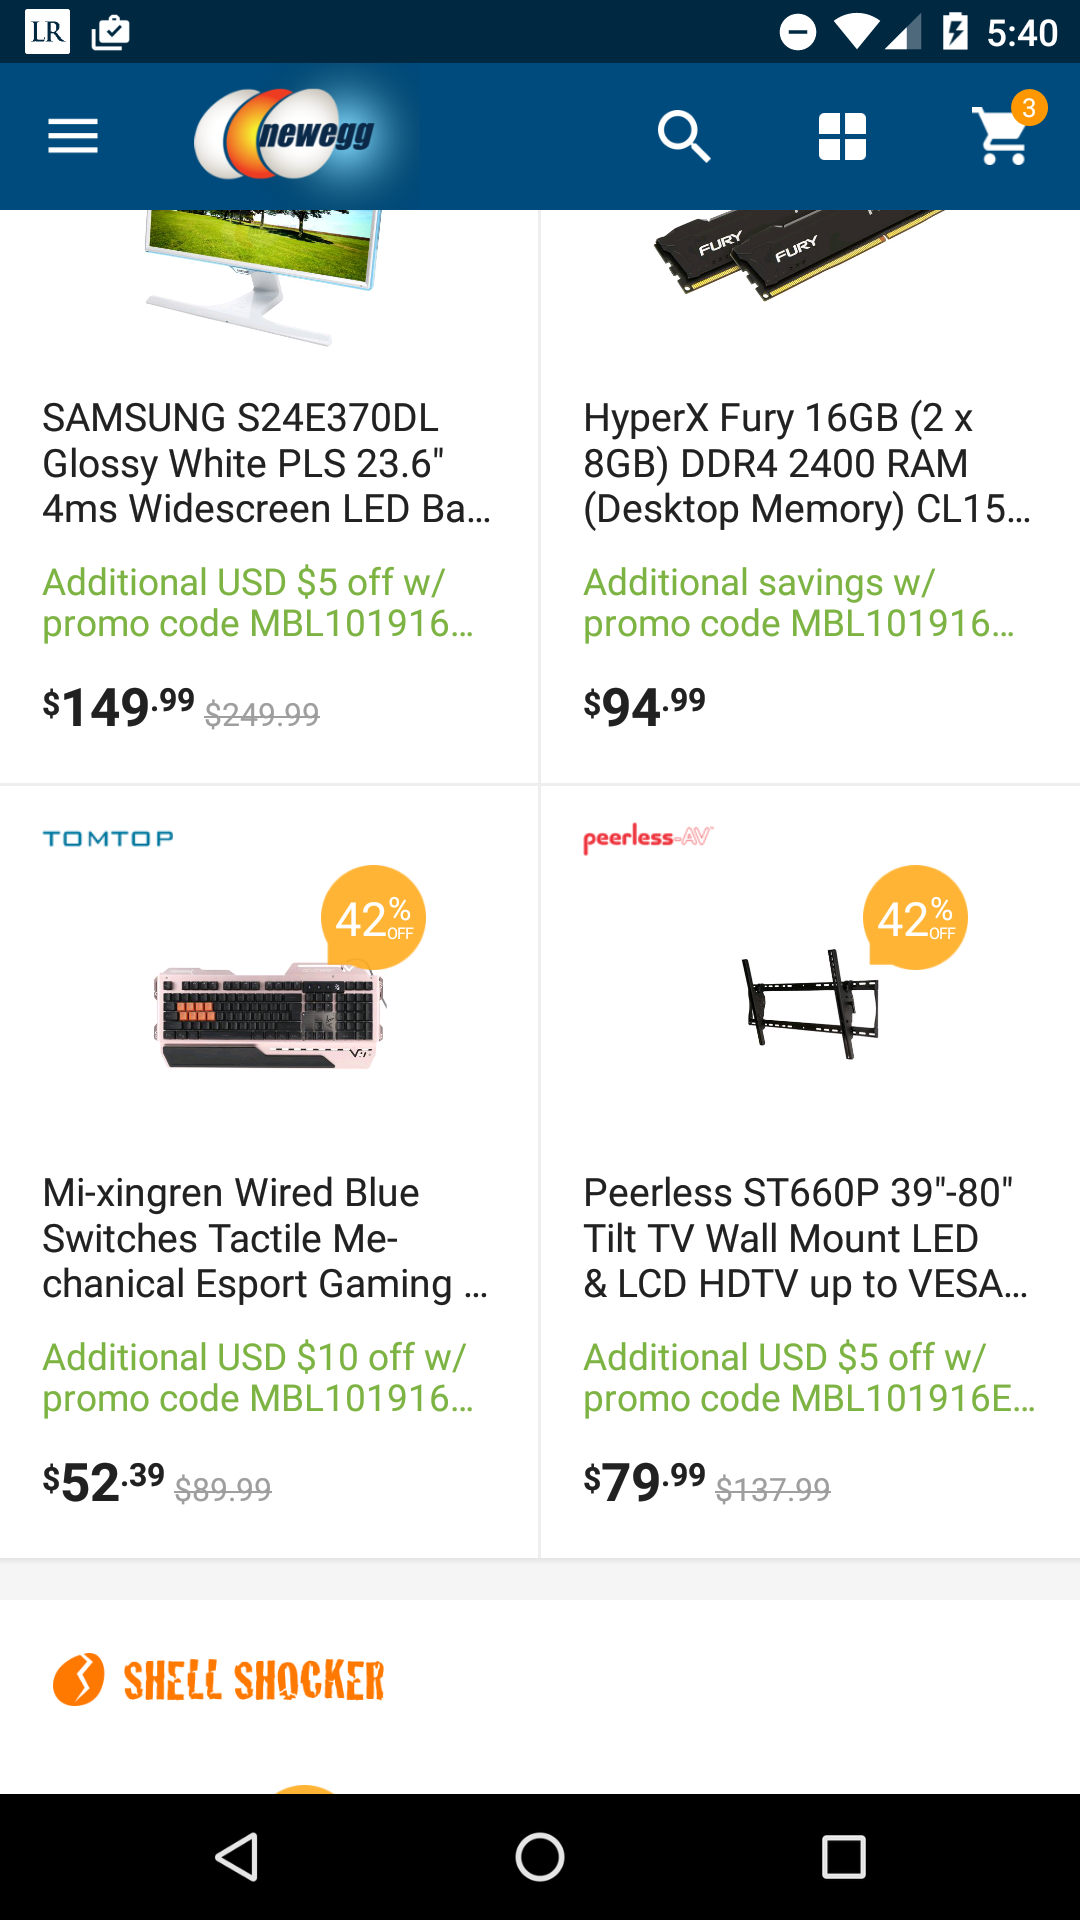 LR
5:40
newegg
3
FURY
FURY
SAMSUNG S24E370DL
Glossy White PLS 23.6"
4ms Widescreen LED Ba...
Additional USD $5 off w/
promo code MBL101916...
$149.99 $249.99
HyperX Fury 16GB (2 x
8GB) DDR4 2400 RAM
(Desktop Memory) CL15...
Additional savings w/
promo code MBL101916...
$94.99
TOMTOP
42% OFF
Mi-xingren Wired Blue
Switches Tactile Me-
chanical Esport Gaming ...
Additional USD $10 off w/
promo code MBL101916...
$52.39 $89.99
peerless-AV
42% OFF
Peerless ST660P 39"-80"
Tilt TV Wall Mount LED
& LCD HDTV up to VESA...
Additional USD $5 off w/
promo code MBL101916E...
$79.99 $137.99
SHELL SHOCKER